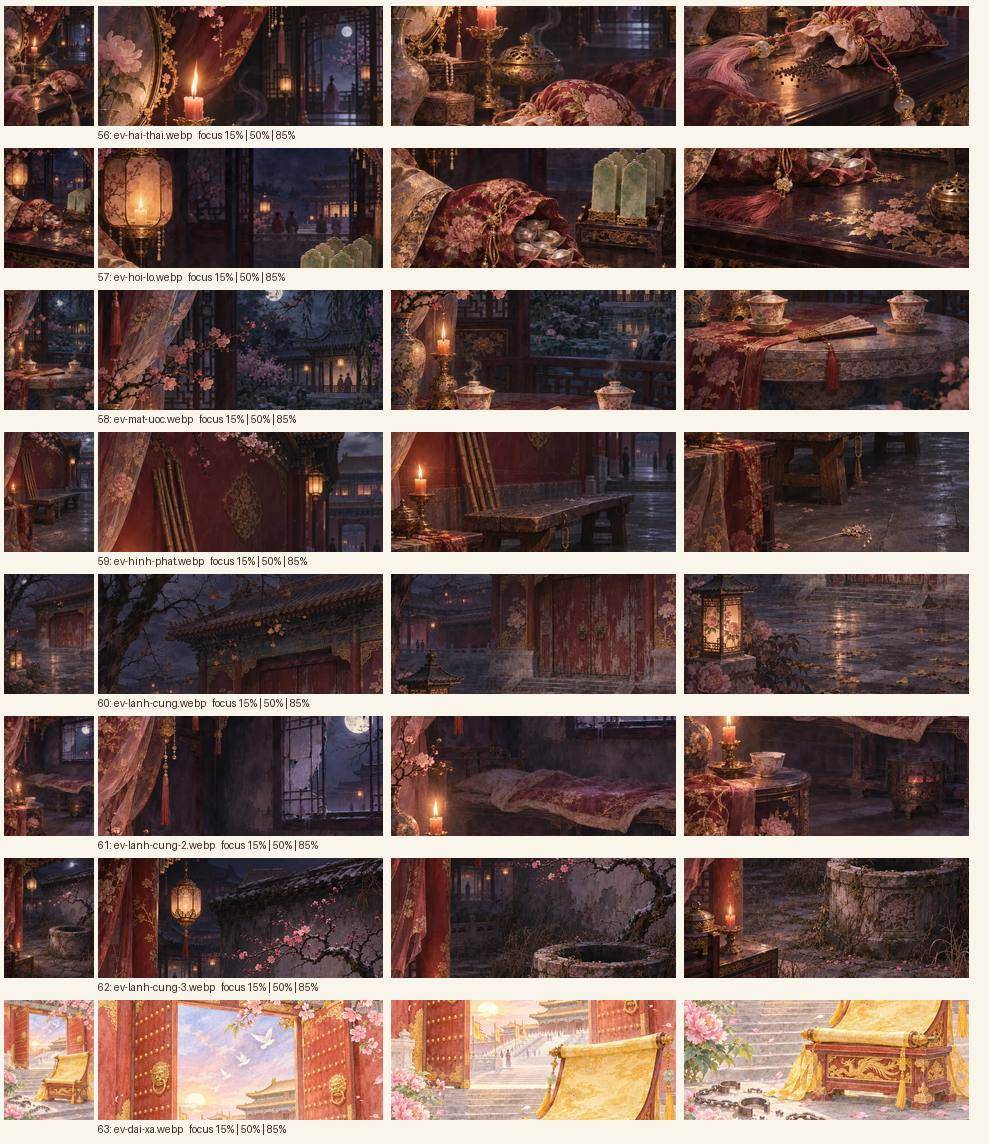 56: ev-hai-thai.webp focus 15% | 50% | 85%
57: ev-hoi-lo.webp focus 15% | 50% | 85%
58: ev-mat-uoc.webp focus 15% | 50% | 85%
59: ev-hinh-phat.webp focus 15% | 50% | 85%
60: ev-lanh-cung.webp focus 15% | 50% | 85%
61: ev-lanh-cung-2.webp focus 15% | 50% | 85%
62: ev-lanh-cung-3.webp focus 15% | 50% | 85%
63: ev-dai-xa.webp focus 15% | 50% | 85%